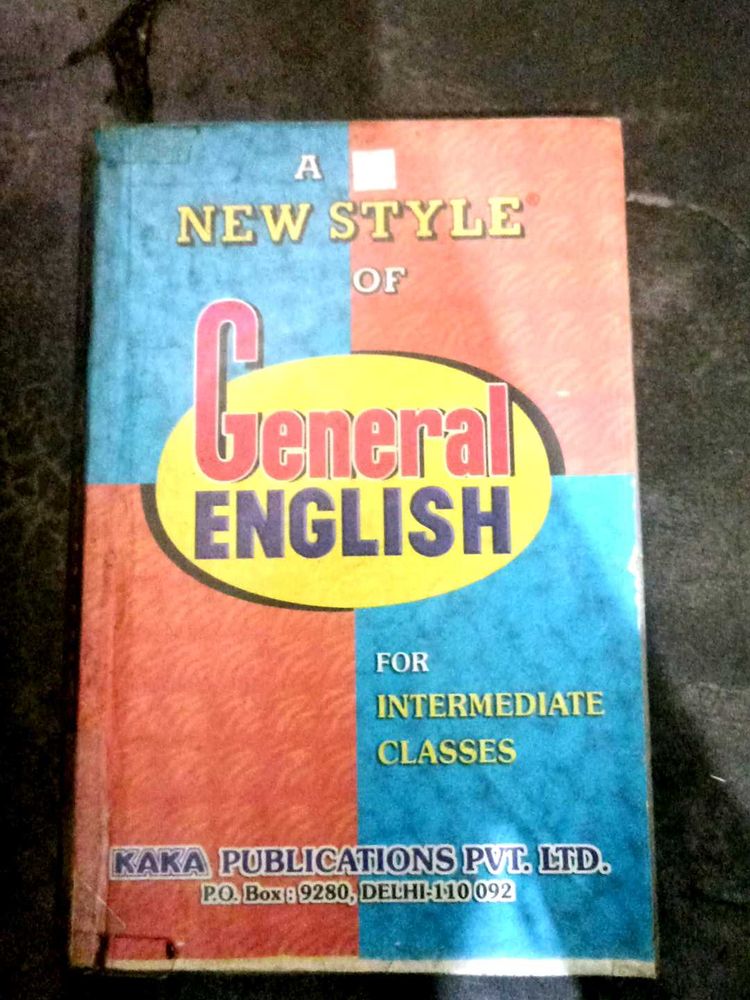 A
NEW STYLE®
OF
General
ENGLISH
FOR
INTERMEDIATE
CLASSES
KAKA PUBLICATIONS PVT. LTD.
P.O. Box : 9280, DELHI-110 092